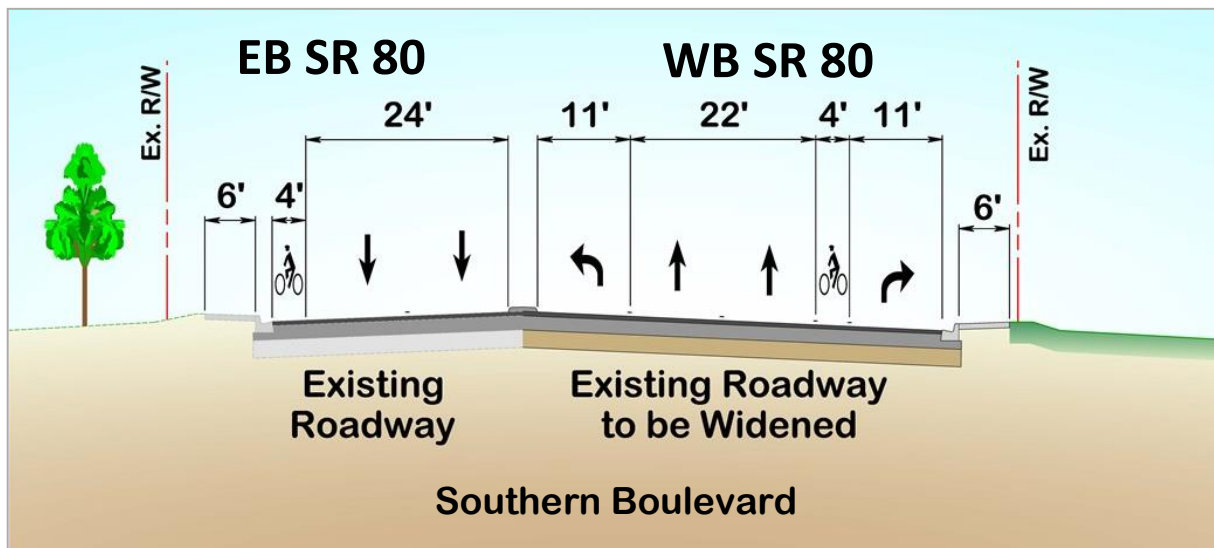 EB SR 80
WB SR 80
Ex. R/W
Ex. R/W
24'
11'
22'
4'
11'
6'
4'
6'
Existing
Roadway
Existing Roadway
to be Widened
Southern Boulevard